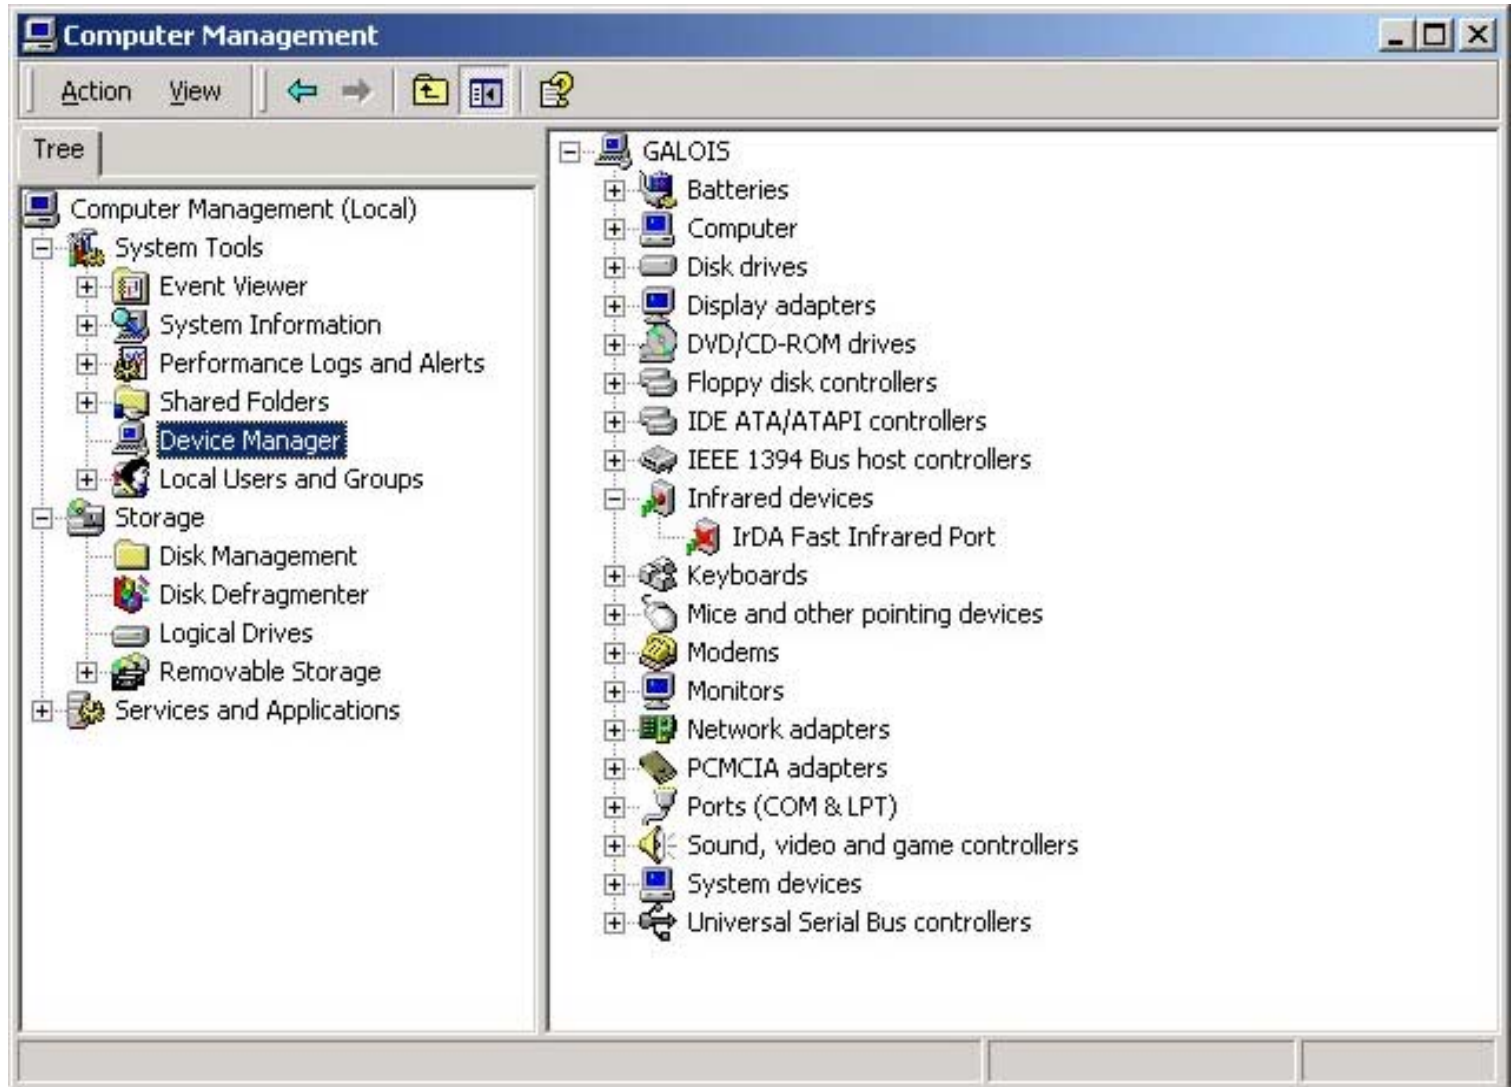 Computer Management
Action View
Tree
Computer Management (Local)
System Tools
Event Viewer
System Information
Performance Logs and Alerts
Shared Folders
Device Manager
Local Users and Groups
Storage
Disk Management
Disk Defragmenter
Logical Drives
Removable Storage
Services and Applications
GALOIS
Batteries
Computer
Disk drives
Display adapters
DVD/CD-ROM drives
Floppy disk controllers
IDE ATA/ATAPI controllers
IEEE 1394 Bus host controllers
Infrared devices
IrDA Fast Infrared Port
Keyboards
Mice and other pointing devices
Modems
Monitors
Network adapters
PCMCIA adapters
Ports (COM & LPT)
Sound, video and game controllers
System devices
Universal Serial Bus controllers